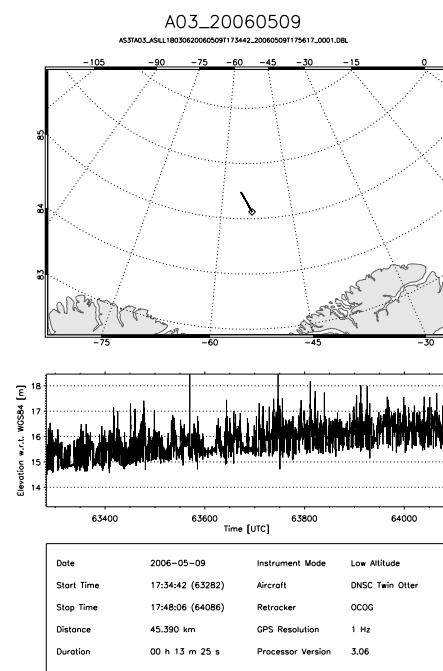 A03_20060509
AS3TA03_ASIWL1B030620060509T173442_20060509T175617_0001.DBL
-105 -90 -75 -60 -45 -30 -15 0
85
84
83
-75 -60 -45 -30
Elevation w.r.t. WGS84 [m]
18
17
16
15
14
63400 63600 63800 64000
Time [UTC]
Date 2006-05-09 Instrument Mode Low Altitude
Start Time 17:34:42 (63282) Aircraft DNSC Twin Otter
Stop Time 17:48:06 (64086) Retracker OCOG
Distance 45.390 km GPS Resolution 1 Hz
Duration 00 h 13 m 25 s Processor Version 3.06